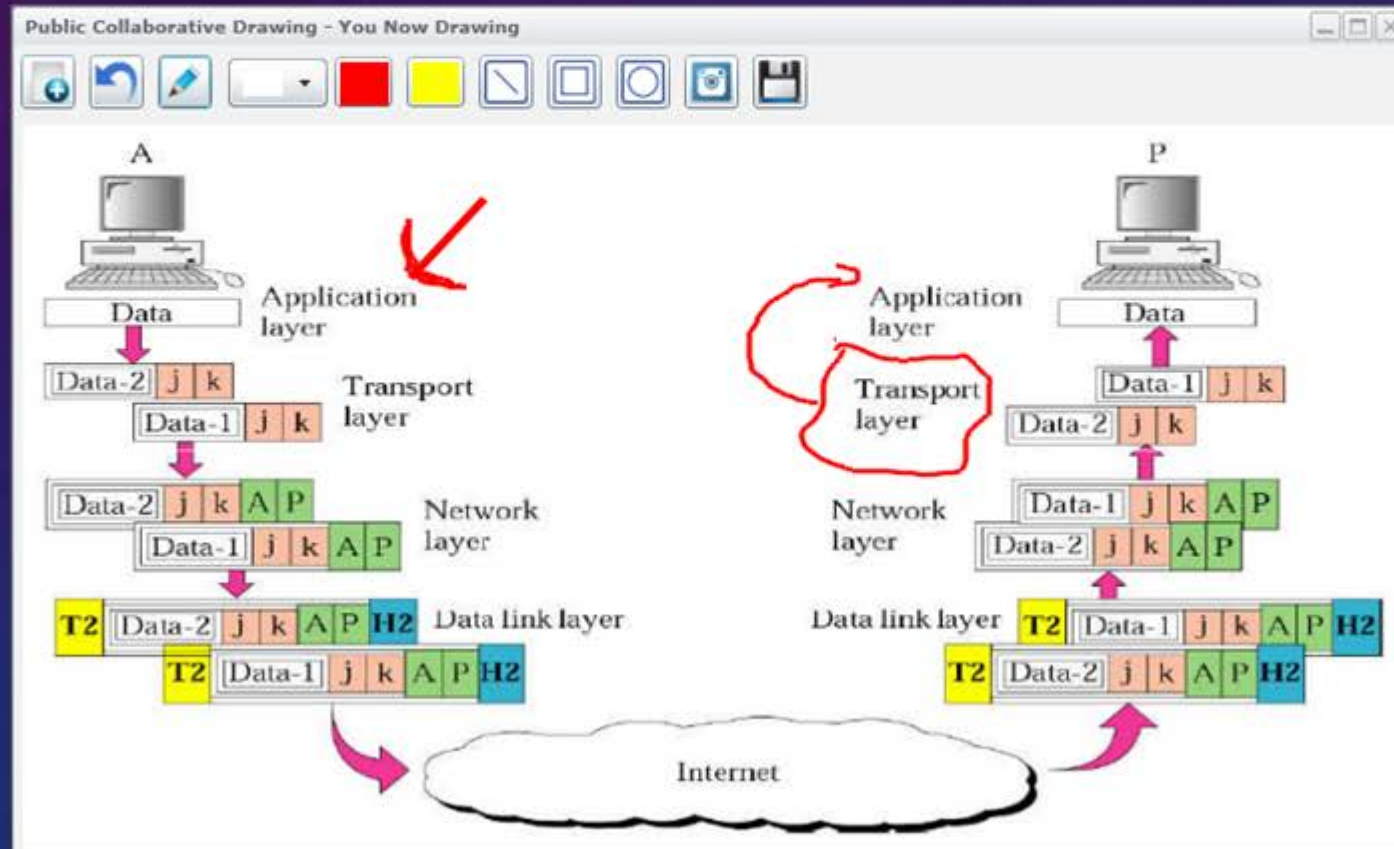 Public Collaborative Drawing - You Now Drawing
A
P
Data
Application
layer
Application
layer
Data
Data-2 j k
Transport
layer
Data-1 j k
Transport
layer
Data-1 j k
Data-2 j k
Data-2 j k A P
Network
layer
Data-1 j k A P
Network
layer
Data-1 j k A P
Data-2 j k A P
T2 Data-2 j k A P H2
Data link layer
T2 Data-1 j k A P H2
Data link layer
T2 Data-1 j k A P H2
T2 Data-2 j k A P H2
Internet